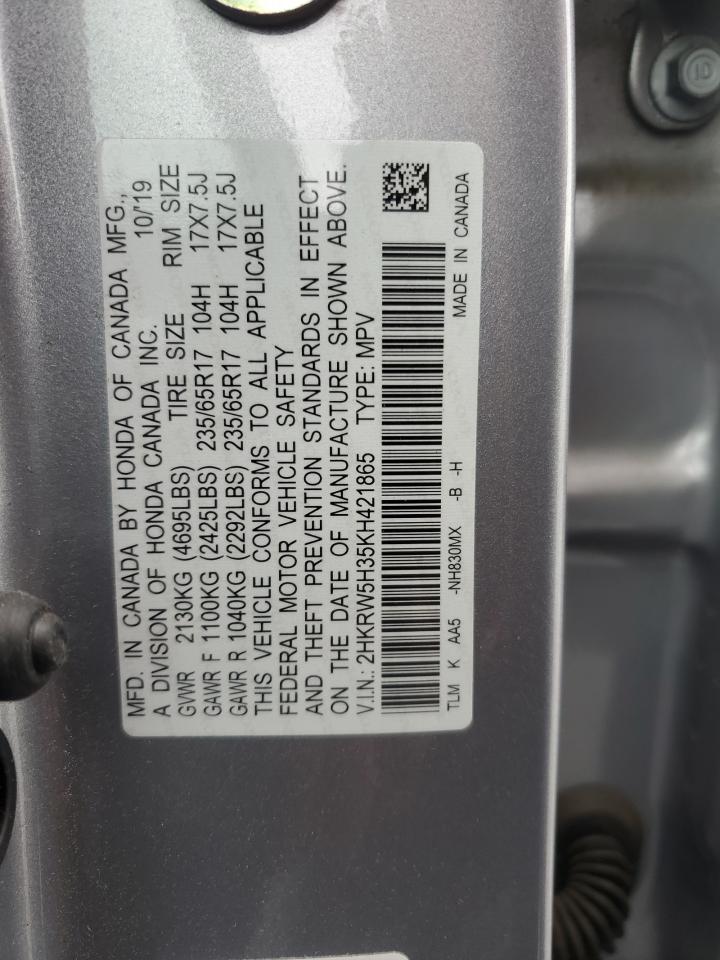 MFD. IN CANADA BY HONDA OF CANADA MFG.,
A DIVISION OF HONDA CANADA INC. 10/19
GVWR 2130KG (4695LBS) TIRE SIZE RIM SIZE
GAWR F 1100KG (2425LBS) 235/65R17 104H 17X7.5J
GAWR R 1040KG (2292LBS) 235/65R17 104H 17X7.5J
THIS VEHICLE CONFORMS TO ALL APPLICABLE
FEDERAL MOTOR VEHICLE SAFETY
AND THEFT PREVENTION STANDARDS IN EFFECT
ON THE DATE OF MANUFACTURE SHOWN ABOVE.
V.I.N.: 2HKRW5H35KH421865 TYPE: MPV
TLM K AA5 -NH830MX -B -H MADE IN CANADA